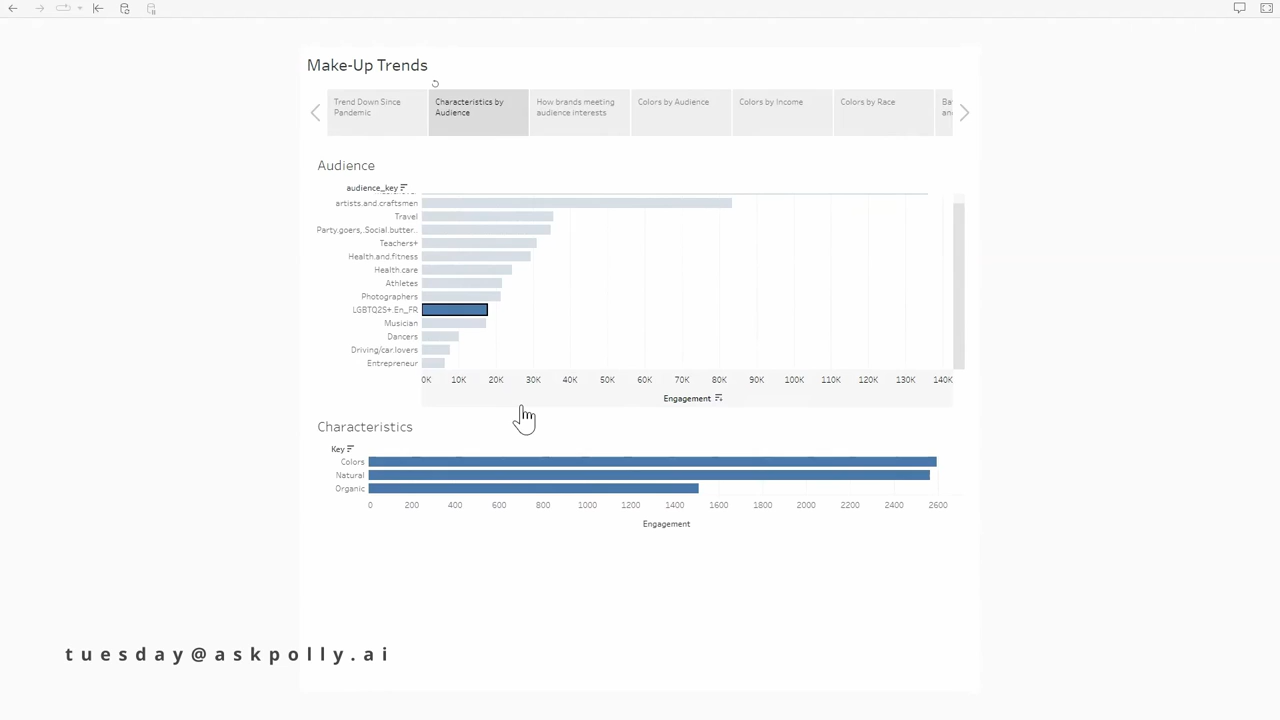 Make-Up Trends
Trend Down Since Pandemic
Characteristics by Audience
How brands meeting audience interests
Colors by Audience
Colors by Income
Colors by Race
Audience
audience_key
artists.and.craftsmen
Travel
Party.goers,.Social.butter..
Teachers+
Health.and.fitness
Health.care
Athletes
Photographers
LGBTQ2S+.En_FR
Musician
Dancers
Driving/car.lovers
Entrepreneur
0K 10K 20K 30K 40K 50K 60K 70K 80K 90K 100K 110K 120K 130K 140K
Engagement
Characteristics
Key
Colors
Natural
Organic
0 200 400 600 800 1000 1200 1400 1600 1800 2000 2200 2400 2600
Engagement
tuesday@askpolly.ai